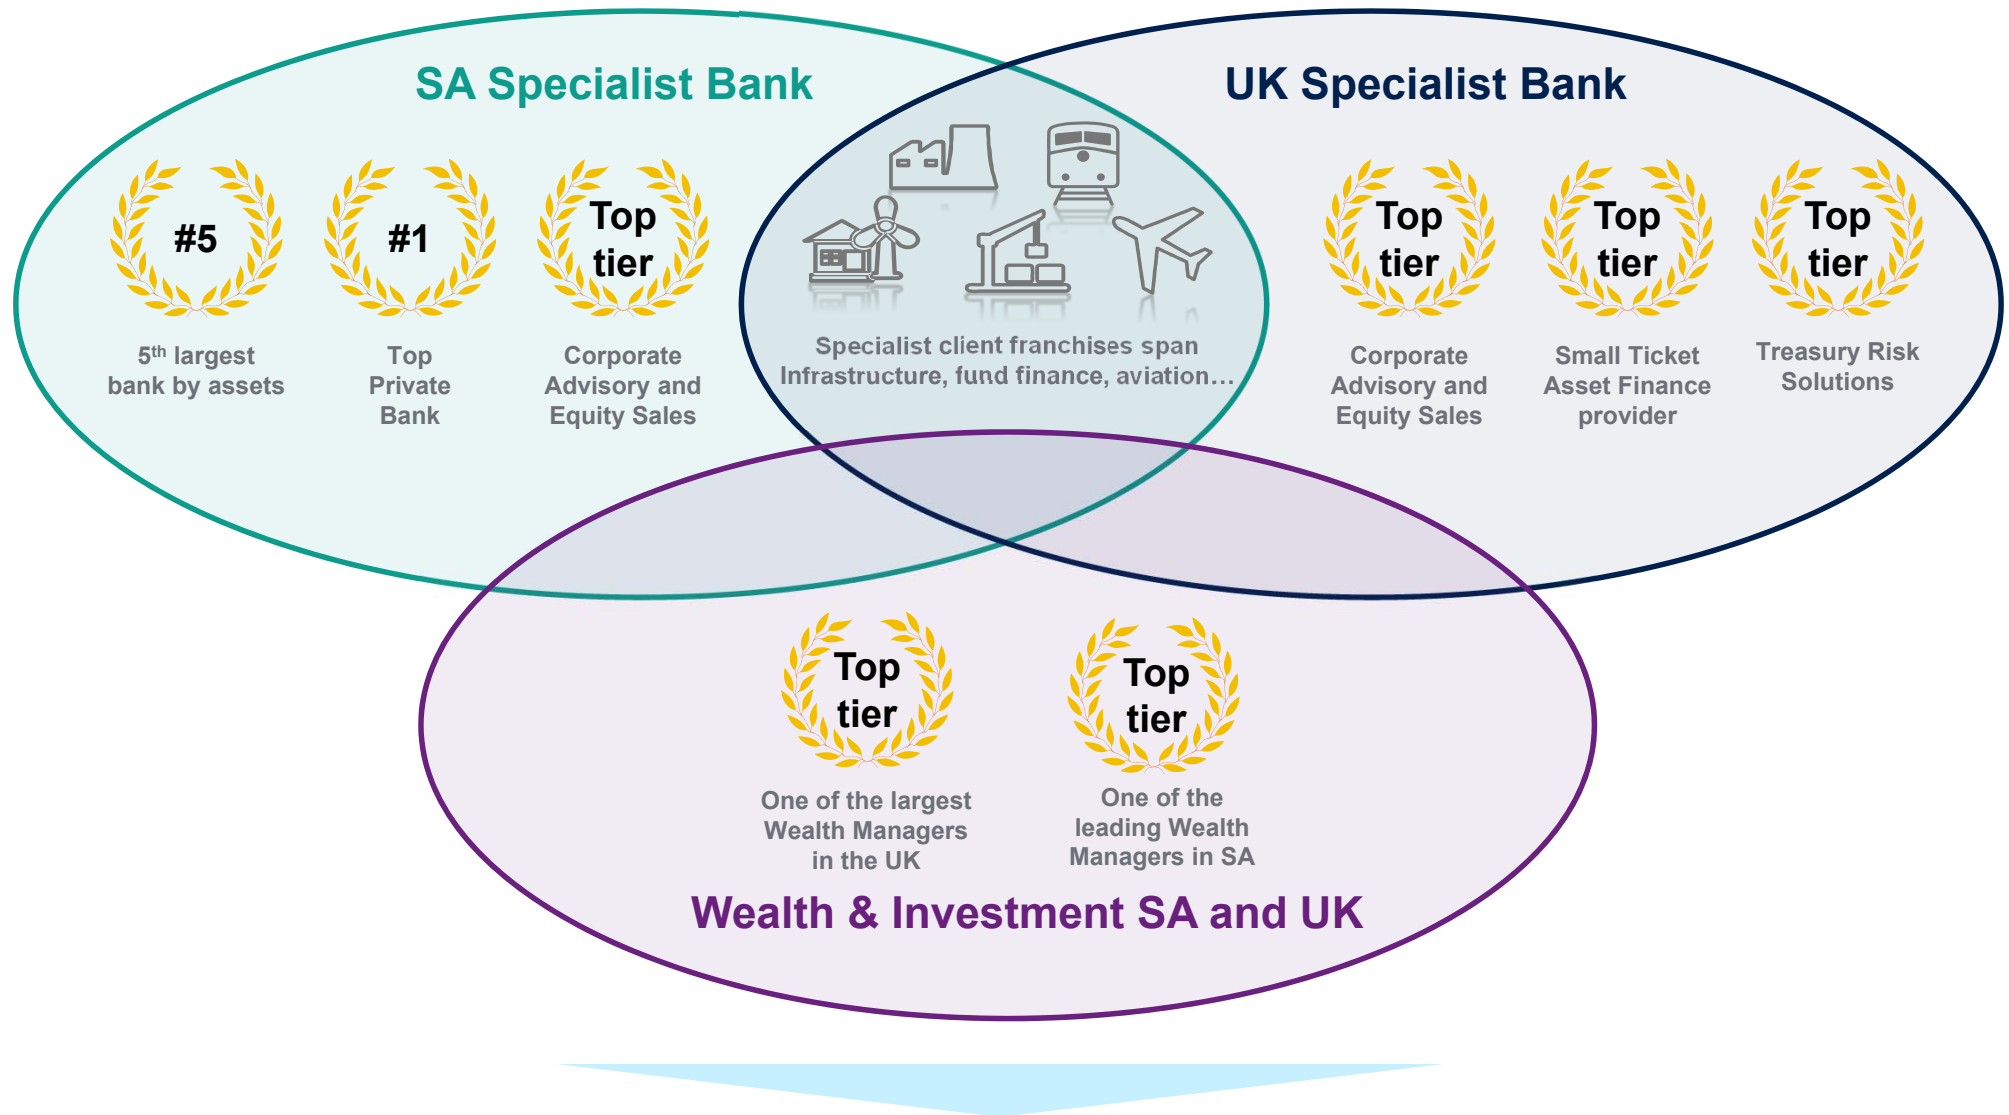 SA Specialist Bank
#5
5th largest
bank by assets
#1
Top
Private
Bank
Top
tier
Corporate
Advisory and
Equity Sales
Specialist client franchises span
Infrastructure, fund finance, aviation…
UK Specialist Bank
Top
tier
Corporate
Advisory and
Equity Sales
Top
tier
Small Ticket
Asset Finance
provider
Top
tier
Treasury Risk
Solutions
Top
tier
One of the largest
Wealth Managers
in the UK
Top
tier
One of the
leading Wealth
Managers in SA
Wealth & Investment SA and UK